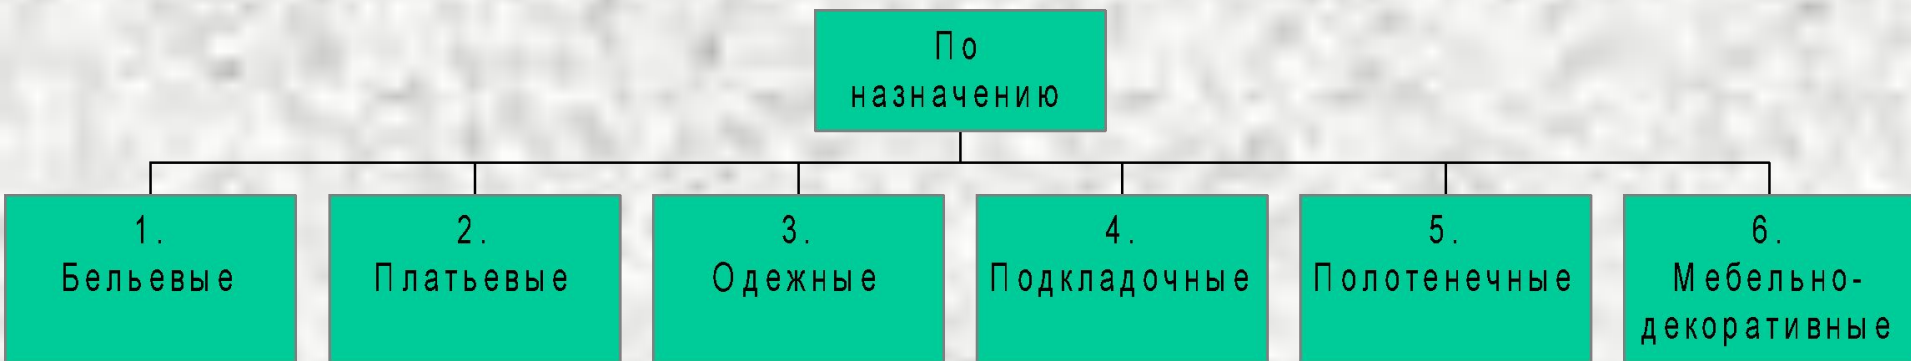 По
назначению
1.
Бельевые
2.
Платьевые
3.
Одежные
4.
Подкладочные
5.
Полотенечные
6.
Мебельно-
декоративные